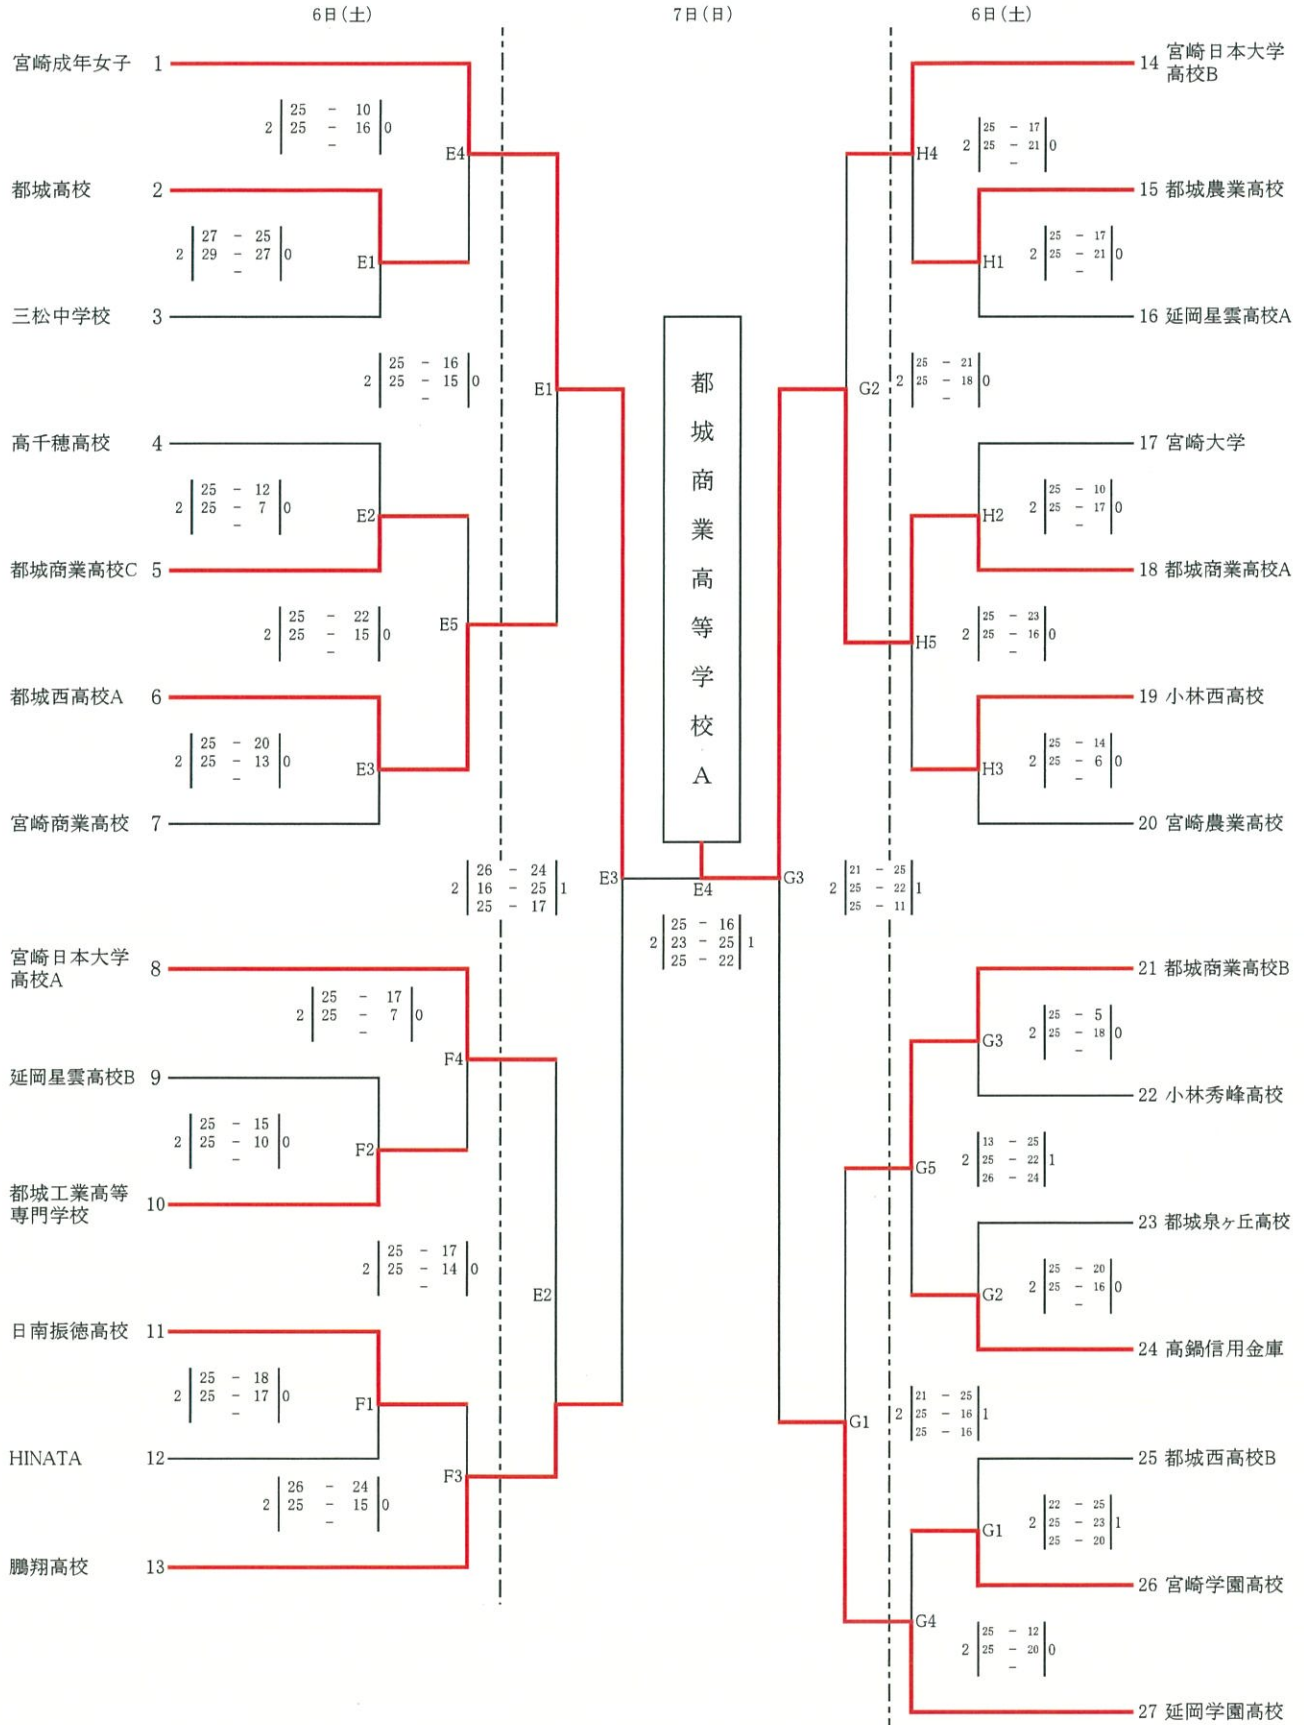 6日(土)
7日(日)
6日(土)
宮崎成年女子 1
25 - 10
2 25 - 16 0
-
E4
都城高校 2
27 - 25
2 29 - 27 0
-
E1
三松中学校 3
25 - 16
2 25 - 15 0
-
E1
高千穂高校 4
25 - 12
2 25 - 7 0
-
E2
都城商業高校C 5
25 - 22
2 25 - 15 0
-
E5
都城西高校A 6
25 - 20
2 25 - 13 0
-
E3
宮崎商業高校 7
26 - 24
2 16 - 25 1
25 - 17
E3
宮崎日本大学
高校A 8
25 - 17
2 25 - 7 0
-
F4
延岡星雲高校B 9
25 - 15
2 25 - 10 0
-
F2
都城工業高等
専門学校 10
25 - 17
2 25 - 14 0
-
E2
日南振徳高校 11
25 - 18
2 25 - 17 0
-
F1
HINATA 12
26 - 24
2 25 - 15 0
-
F3
鵬翔高校 13
都城商業高等学校A
E4
25 - 16
2 23 - 25 1
25 - 22
14 宮崎日本大学
高校B
H4
25 - 17
2 25 - 21 0
-
15 都城農業高校
25 - 17
2 25 - 21 0
-
H1
16 延岡星雲高校A
G2
25 - 21
2 25 - 18 0
-
17 宮崎大学
25 - 10
2 25 - 17 0
-
H2
18 都城商業高校A
25 - 23
2 25 - 16 0
-
H5
19 小林西高校
25 - 14
2 25 - 6 0
-
H3
20 宮崎農業高校
G3
21 - 25
2 25 - 22 1
25 - 11
21 都城商業高校B
25 - 5
2 25 - 18 0
-
G3
22 小林秀峰高校
13 - 25
2 25 - 22 1
26 - 24
G5
23 都城泉ヶ丘高校
25 - 20
2 25 - 16 0
-
G2
24 高鍋信用金庫
21 - 25
2 25 - 16 1
25 - 16
G1
25 都城西高校B
22 - 25
2 25 - 23 1
25 - 20
G1
26 宮崎学園高校
G4
25 - 12
2 25 - 20 0
-
27 延岡学園高校